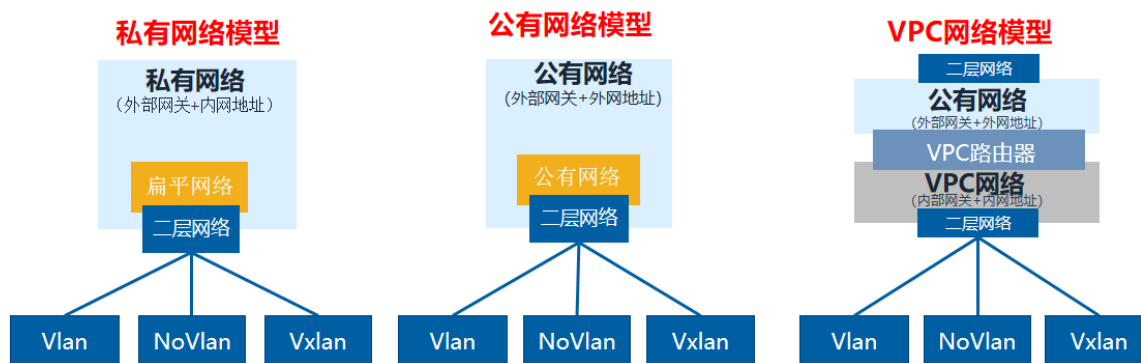 私有网络模型
私有网络
（外部网关+内网地址）
扁平网络
二层网络
Vlan
NoVlan
Vxlan
公有网络模型
公有网络
(外部网关+外网地址)
公有网络
二层网络
Vlan
NoVlan
Vxlan
VPC网络模型
二层网络
公有网络
(外部网关+外网地址)
VPC路由器
VPC网络
(内部网关+内网地址)
二层网络
Vlan
NoVlan
Vxlan